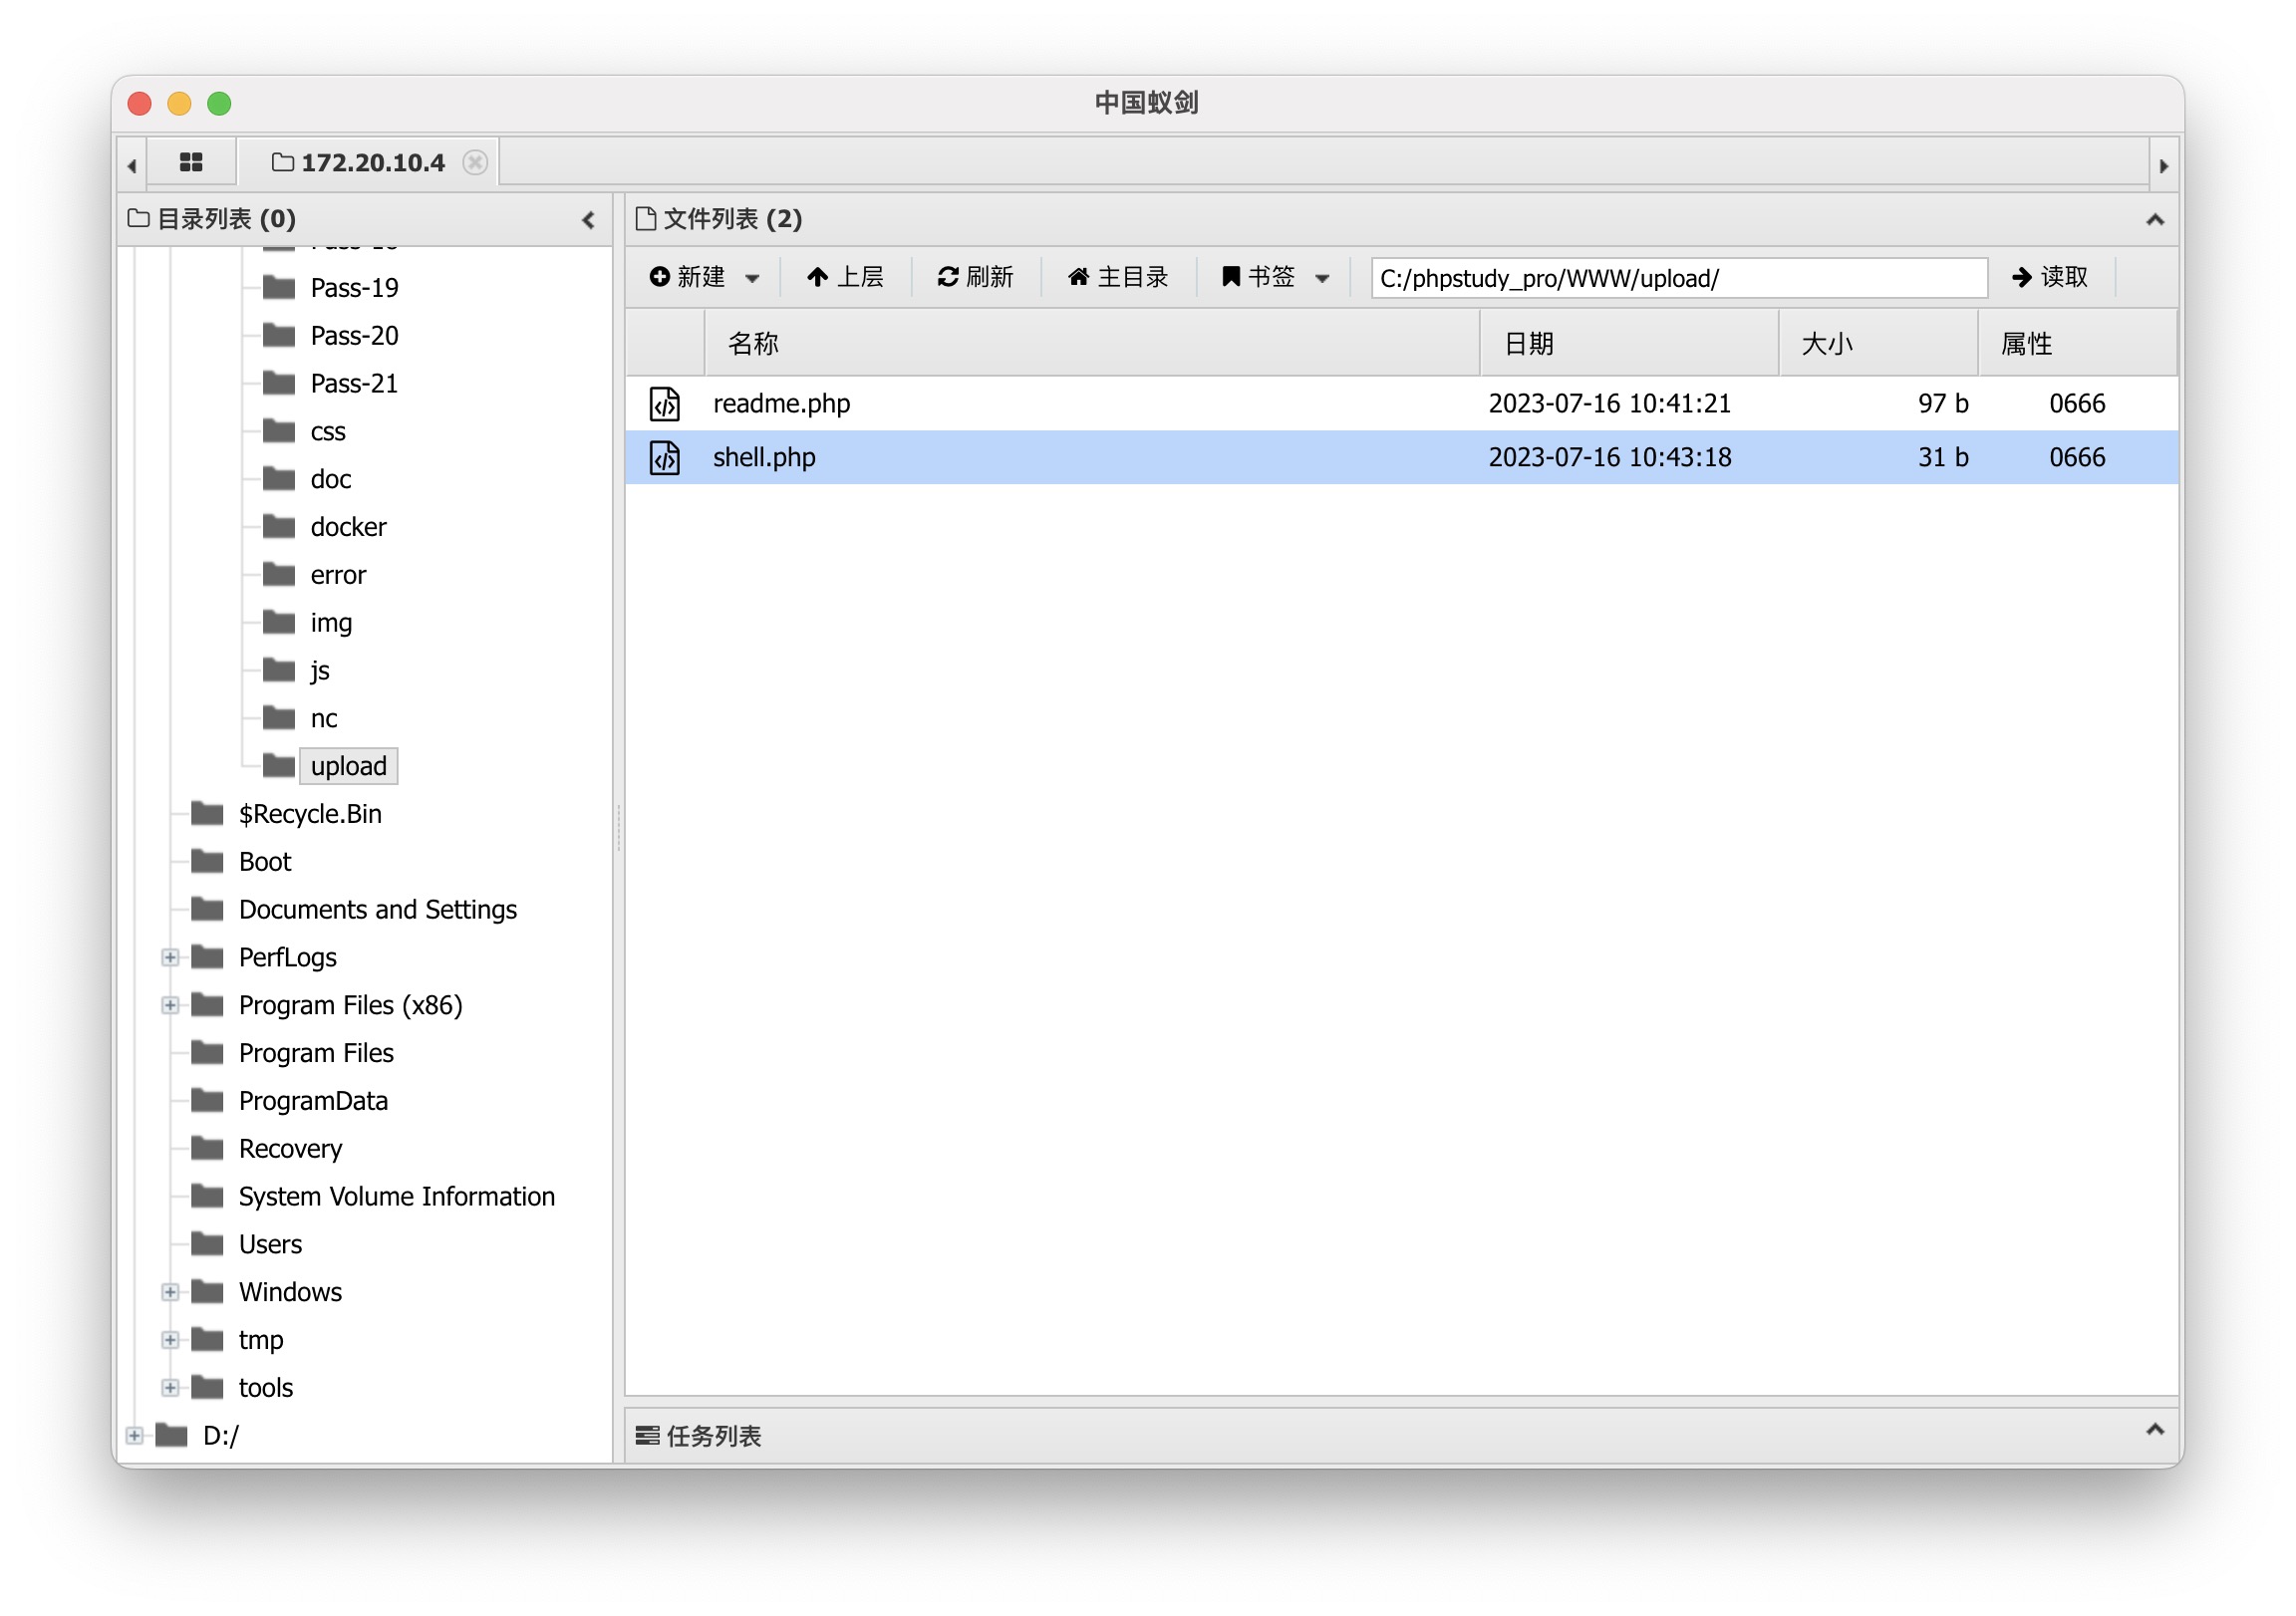 中国蚁剑
172.20.10.4
目录列表 (0)
Pass-19
Pass-20
Pass-21
css
doc
docker
error
img
js
nc
upload
$Recycle.Bin
Boot
Documents and Settings
PerfLogs
Program Files (x86)
Program Files
ProgramData
Recovery
System Volume Information
Users
Windows
tmp
tools
D:/
文件列表 (2)
新建 上层 刷新 主目录 书签 C:/phpstudy_pro/WWW/upload/ 读取
名称 日期 大小 属性
readme.php 2023-07-16 10:41:21 97 b 0666
shell.php 2023-07-16 10:43:18 31 b 0666
任务列表